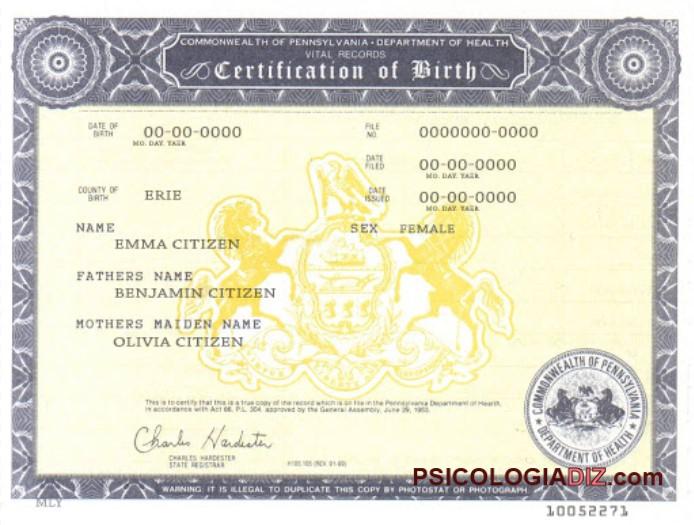 COMMONWEALTH OF PENNSYLVANIA • DEPARTMENT OF HEALTH
VITAL RECORDS
Certification of Birth
DATE OF BIRTH 00-00-0000
MO. DAY. YAER
FILE NO. 0000000-0000
DATE FILED 00-00-0000
MO. DAY. YAER
COUNTY OF BIRTH ERIE
DATE ISSUED 00-00-0000
MO. DAY. YAER
NAME SEX FEMALE
EMMA CITIZEN
FATHERS NAME
BENJAMIN CITIZEN
MOTHERS MAIDEN NAME
OLIVIA CITIZEN
This is to certify that this is a true copy of the record which is on file in the Pennsylvania Department of Health,
in accordance with Act 66, P.L. 304, approved by the General Assembly, June 29, 1953.
Charles Hardester
CHARLES HARDESTER
STATE REGISTRAR
H105.105 (REV. 01-89)
COMMONWEALTH OF PENNSYLVANIA
★ DEPARTMENT OF HEALTH ★
PSICOLOGIADIZ.com
WARNING: IT IS ILLEGAL TO DUPLICATE THIS COPY BY PHOTOSTAT OR PHOTOGRAPH.
MLY
10052271